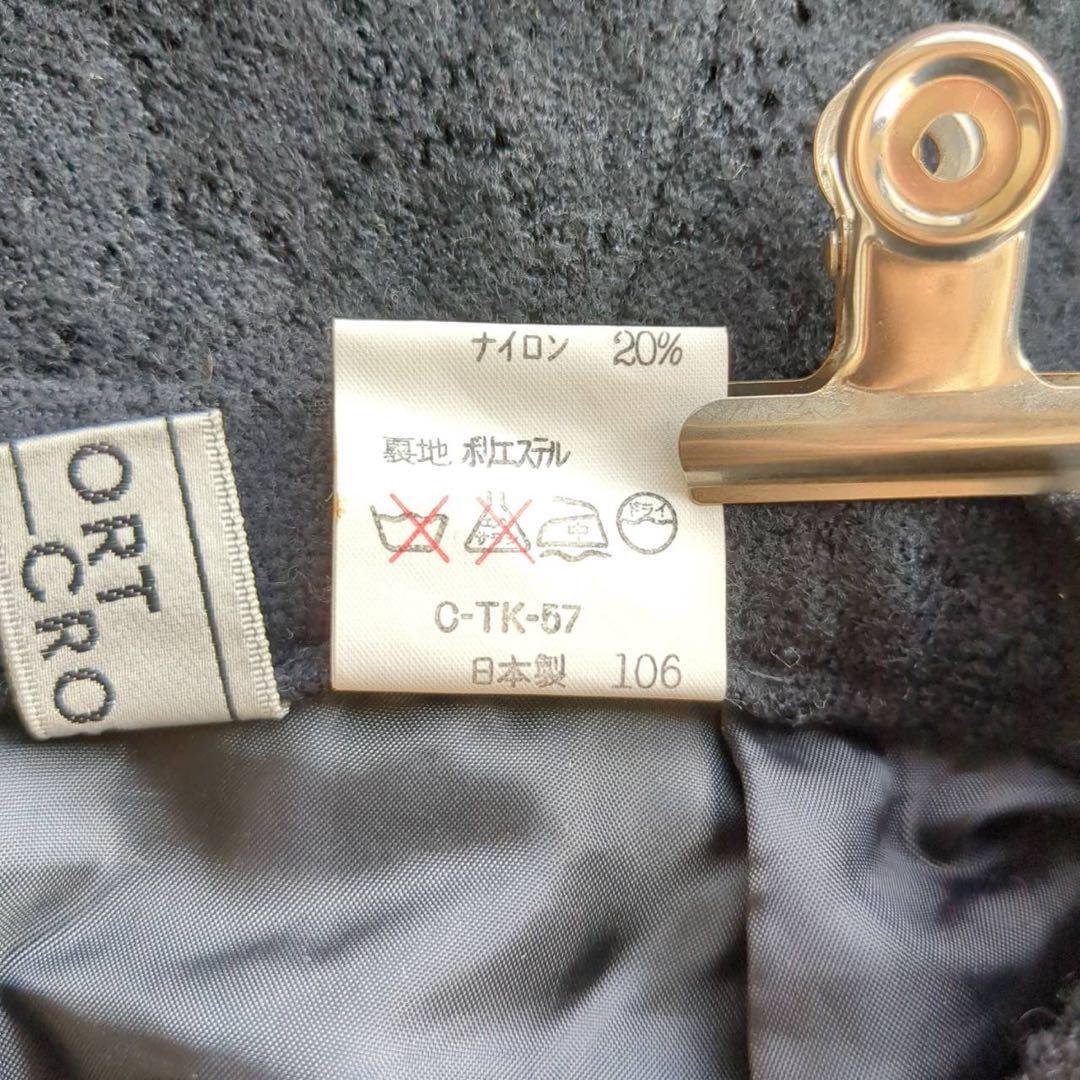 ORT
CRO
ナイロン 20%
裏地 ポリエステル
中 ドライ
C-TK-57
日本製 106